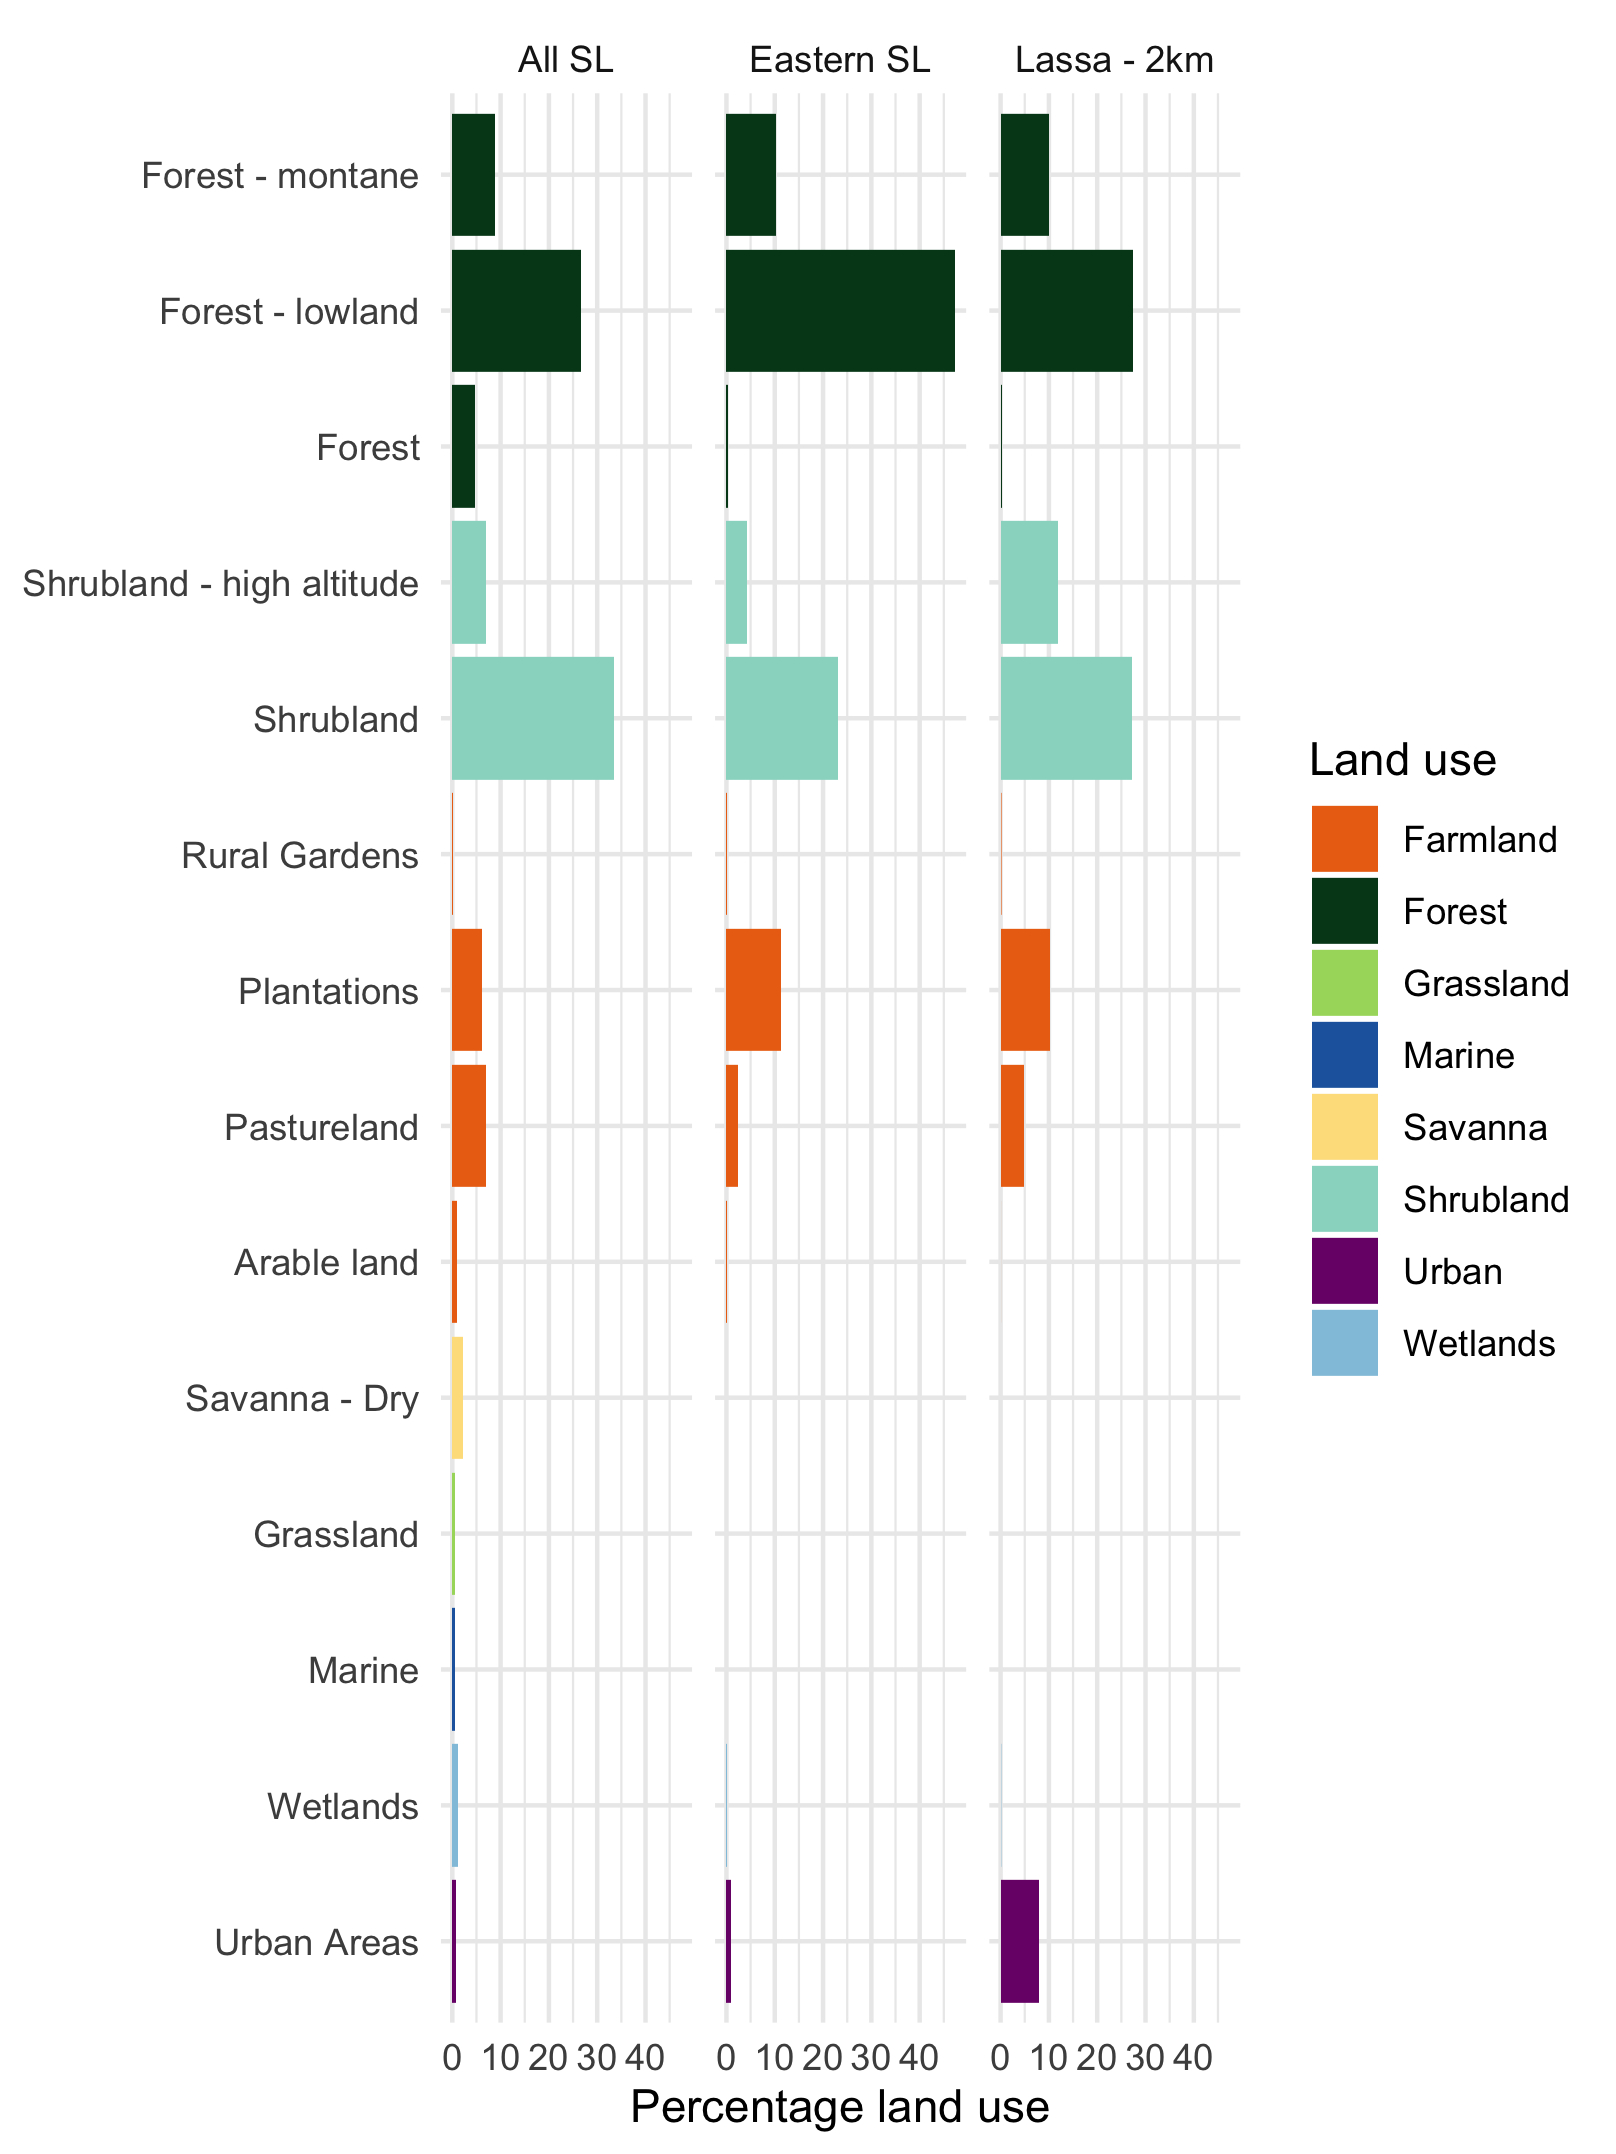 All SL Eastern SL Lassa - 2km
Forest - montane
Forest - lowland
Forest
Shrubland - high altitude
Shrubland
Rural Gardens
Plantations
Pastureland
Arable land
Savanna - Dry
Grassland
Marine
Wetlands
Urban Areas
0 10 20 30 40 0 10 20 30 40 0 10 20 30 40
Percentage land use
Land use
Farmland
Forest
Grassland
Marine
Savanna
Shrubland
Urban
Wetlands